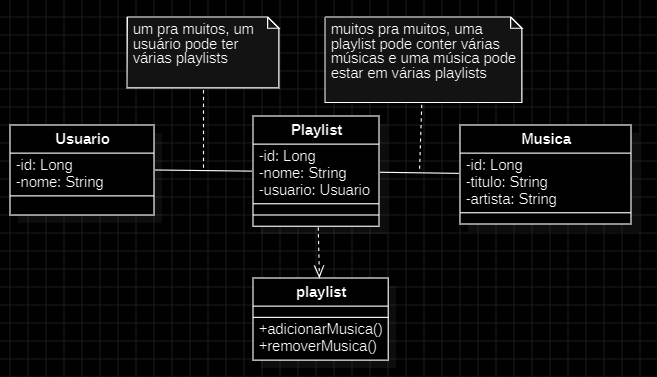 um pra muitos, um
usuário pode ter
várias playlists
muitos pra muitos, uma
playlist pode conter várias
músicas e uma música pode
estar em várias playlists
Usuario
-id: Long
-nome: String
Playlist
-id: Long
-nome: String
-usuario: Usuario
Musica
-id: Long
-titulo: String
-artista: String
playlist
+adicionarMusica()
+removerMusica()